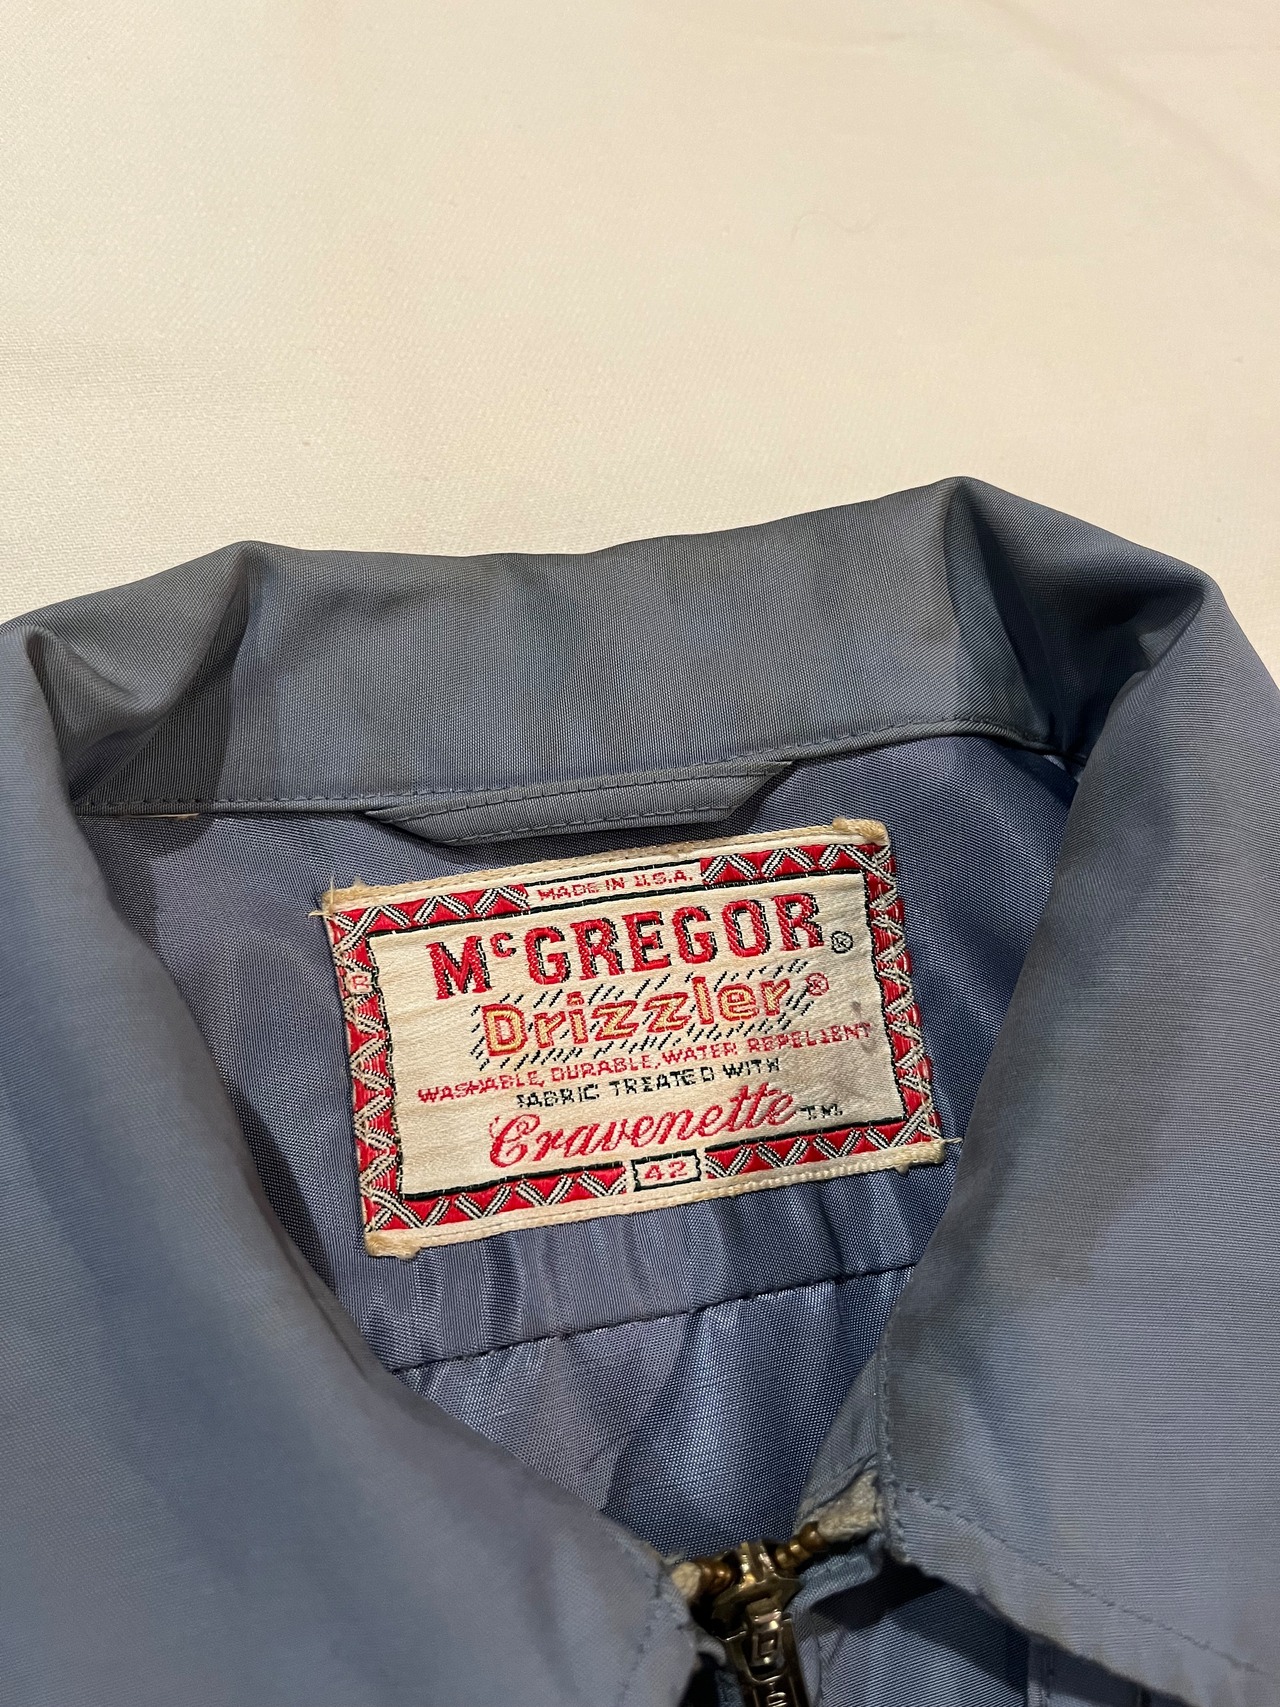 MADE IN U.S.A.
McGREGOR ®
Drizzler ®
WASHABLE, DURABLE, WATER REPELLENT
FABRIC TREATED WITH
Cravenette T.M.
42
R